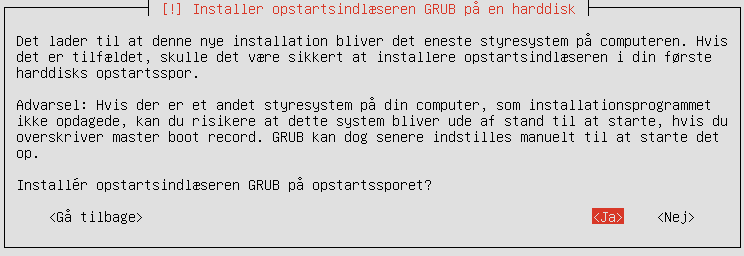 [!] Installer opstartsindlæseren GRUB på en harddisk
Det lader til at denne nye installation bliver det eneste styresystem på computeren. Hvis
det er tilfældet, skulle det være sikkert at installere opstartsindlæseren i din første
harddisks opstartsspor.
Advarsel: Hvis der er et andet styresystem på din computer, som installationsprogrammet
ikke opdagede, kan du risikere at dette system bliver ude af stand til at starte, hvis du
overskriver master boot record. GRUB kan dog senere indstilles manuelt til at starte det
op.
Installér opstartsindlæseren GRUB på opstartssporet?
<Gå tilbage> <Ja> <Nej>